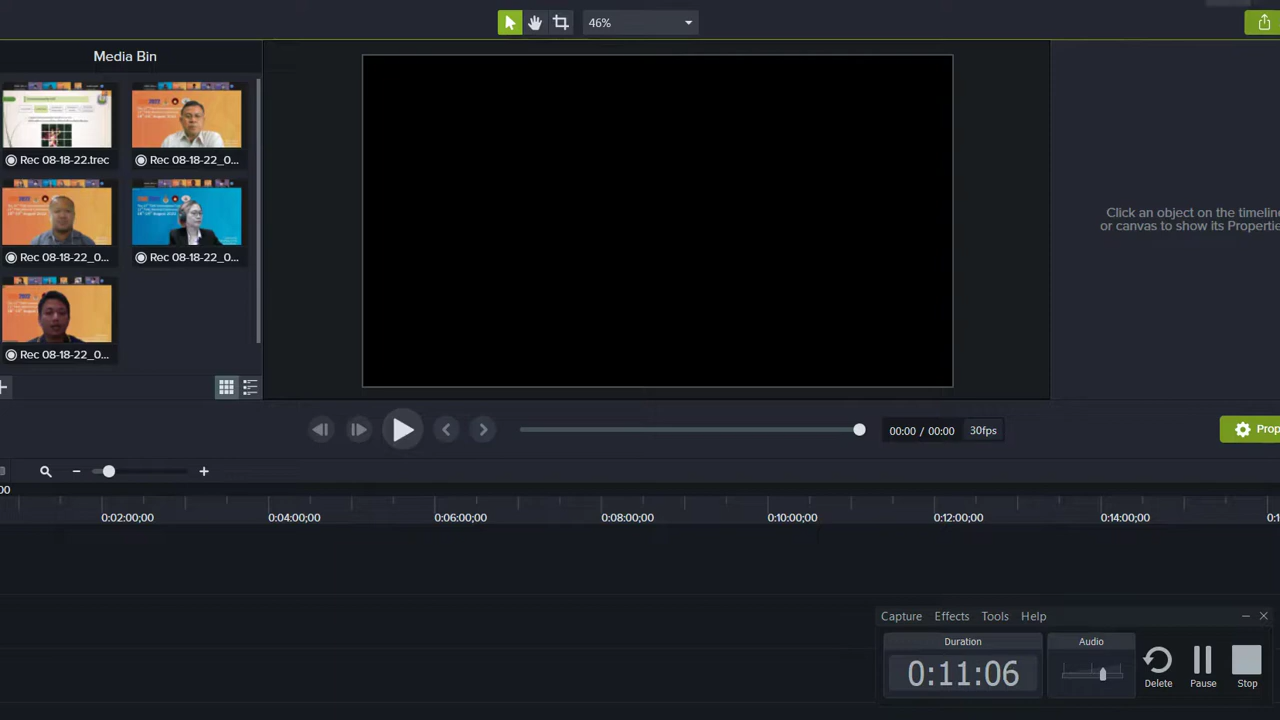 46%
Media Bin
Rec 08-18-22.trec
Rec 08-18-22_0...
Rec 08-18-22_0...
Rec 08-18-22_0...
Rec 08-18-22_0...
Click an object on the timeline
or canvas to show its Propertie
00:00 / 00:00
30fps
Prop
00
0:02:00;00
0:04:00;00
0:06:00;00
0:08:00;00
0:10:00;00
0:12:00;00
0:14:00;00
0:1
Capture
Effects
Tools
Help
Duration
Audio
0:11:06
Delete
Pause
Stop